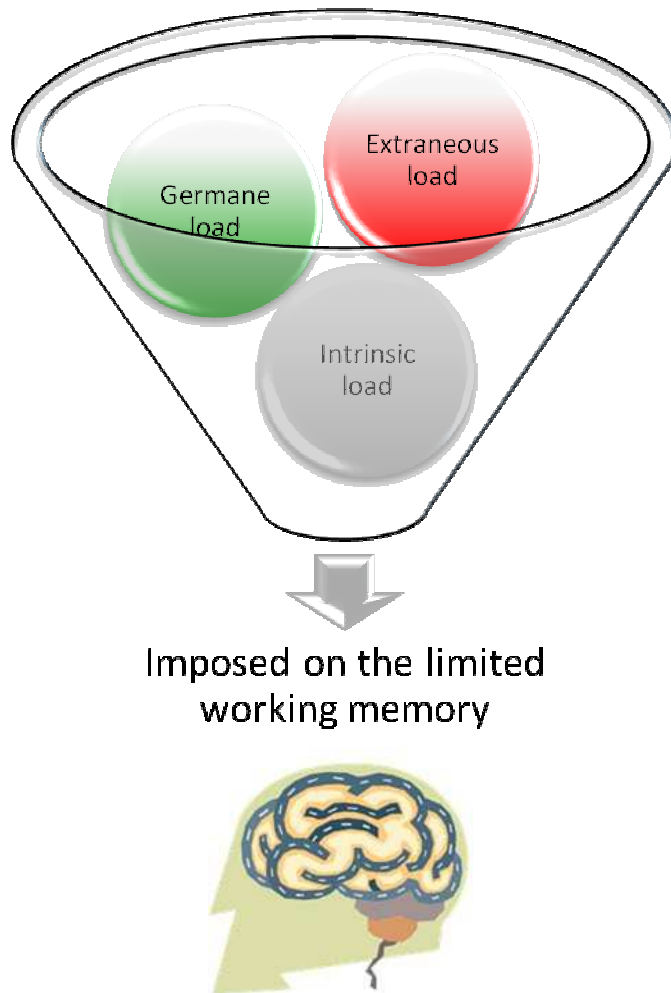 Extraneous
load
Germane
load
Intrinsic
load
Imposed on the limited
working memory